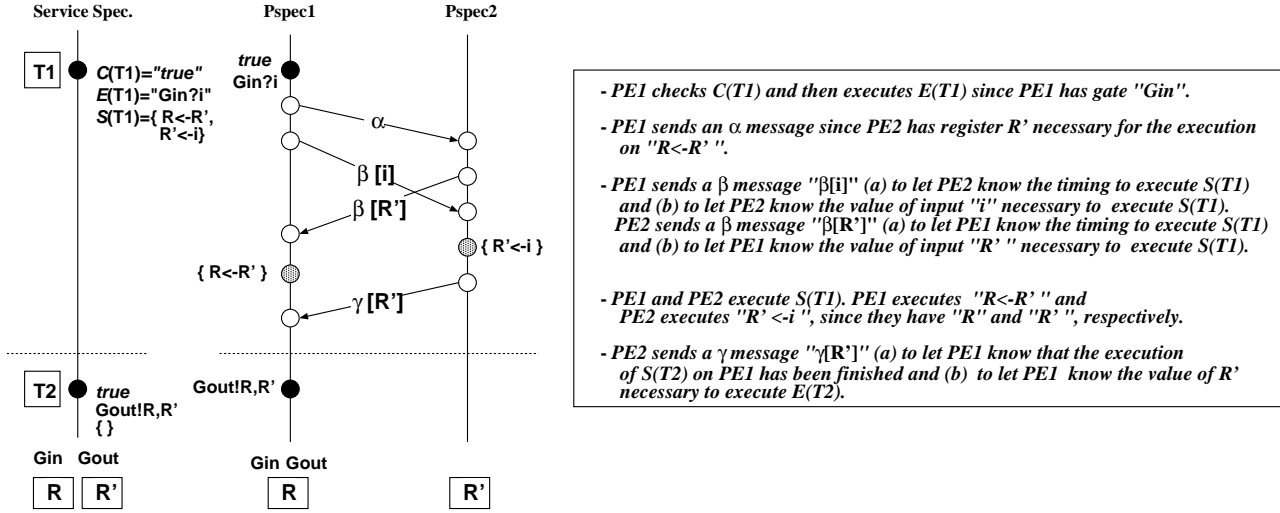 Service Spec.
Pspec1
Pspec2
T1
C(T1)="true"
E(T1)="Gin?i"
S(T1)={ R<-R',
R'<-i}
true
Gin?i
α
β [i]
β [R']
{ R'<-i }
{ R<-R' }
γ [R']
T2
true
Gout!R,R'
{ }
Gout!R,R'
Gin Gout
R R'
Gin Gout
R
R'
- PE1 checks C(T1) and then executes E(T1) since PE1 has gate "Gin".
- PE1 sends an α message since PE2 has register R' necessary for the execution
on "R<-R' ".
- PE1 sends a β message "β[i]" (a) to let PE2 know the timing to execute S(T1)
and (b) to let PE2 know the value of input "i" necessary to execute S(T1).
PE2 sends a β message "β[R']" (a) to let PE1 know the timing to execute S(T1)
and (b) to let PE1 know the value of input "R' " necessary to execute S(T1).
- PE1 and PE2 execute S(T1). PE1 executes "R<-R' " and
PE2 executes "R' <-i ", since they have "R" and "R' ", respectively.
- PE2 sends a γ message "γ[R']" (a) to let PE1 know that the execution
of S(T2) on PE1 has been finished and (b) to let PE1 know the value of R'
necessary to execute E(T2).